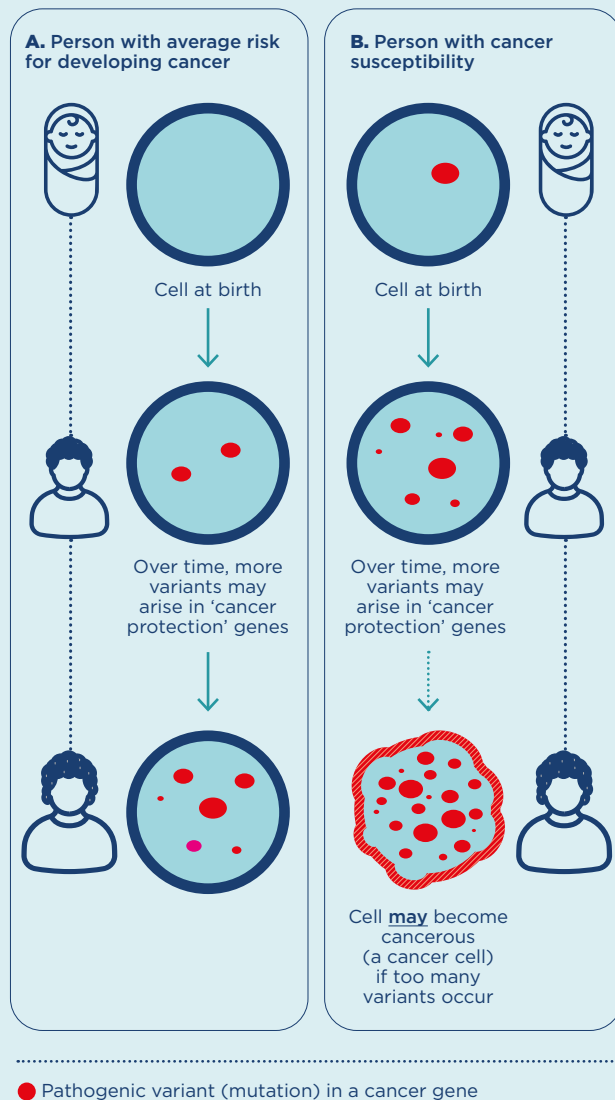 A. Person with average risk
for developing cancer
Cell at birth
Over time, more
variants may
arise in ‘cancer
protection’ genes
B. Person with cancer
susceptibility
Cell at birth
Over time, more
variants may
arise in ‘cancer
protection’ genes
Cell may become
cancerous
(a cancer cell)
if too many
variants occur
Pathogenic variant (mutation) in a cancer gene